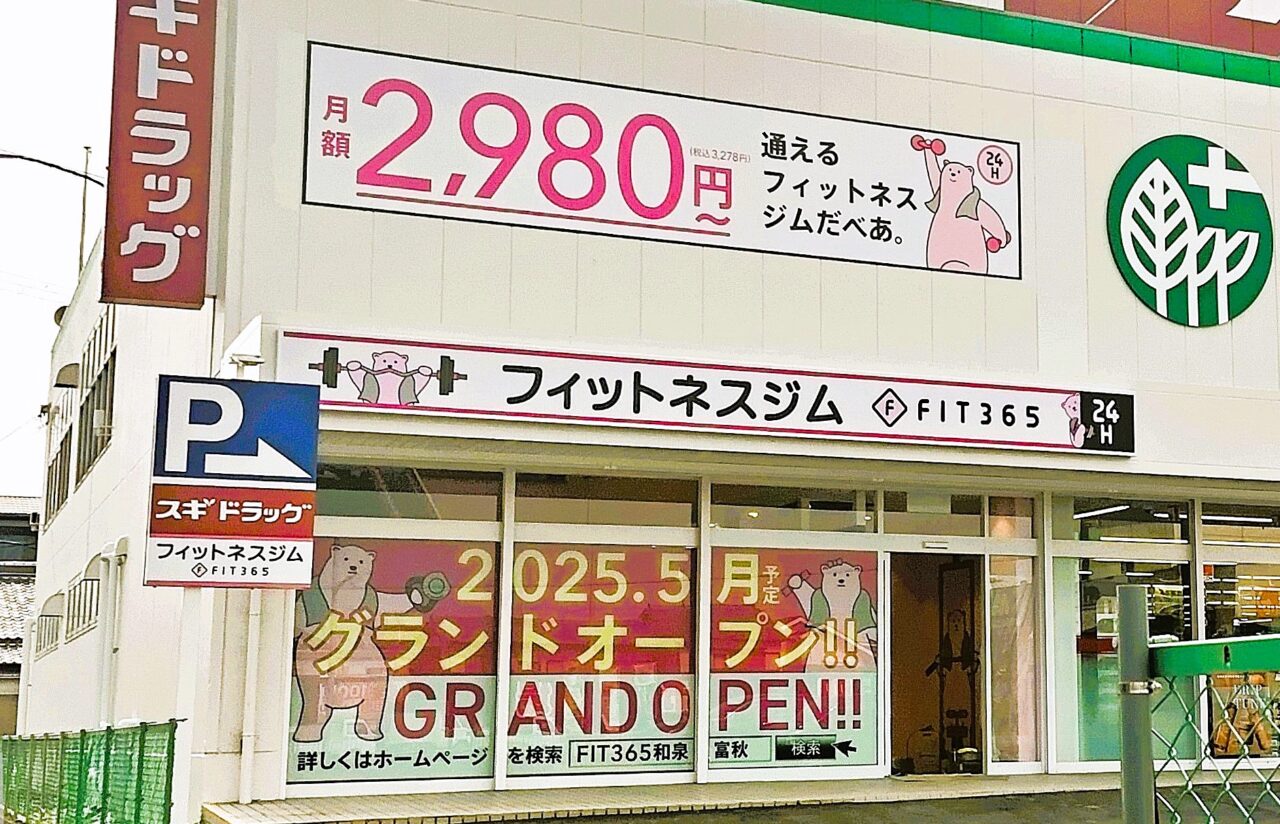 ギドラッグ
月額
2,980円~
(税込3,278円)
通える
フィットネス
ジムだべあ。
24
H
フィットネスジム
F FIT365
24
H
P
スギドラッグ
フィットネスジム
F FIT365
2025.5月予定。
グランドオープン!!
GRAND OPEN!!
詳しくはホームページを検索 FIT365和泉富秋 検索